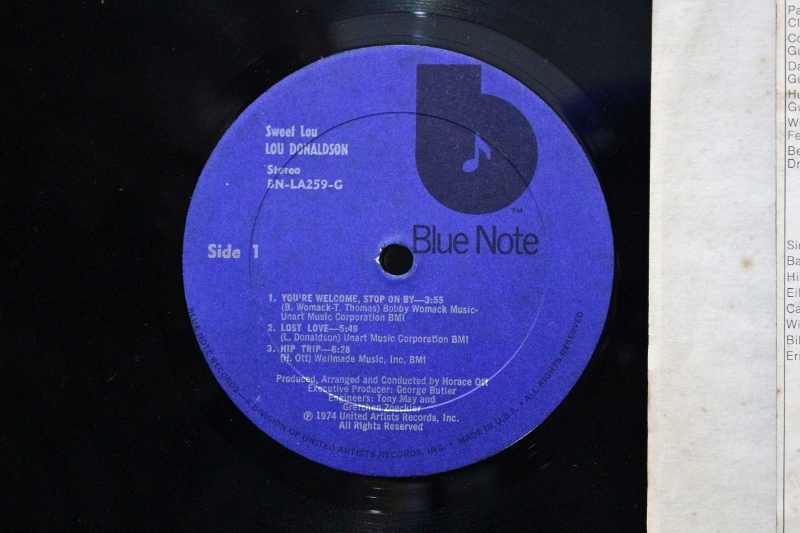 Sweet Lou
LOU DONALDSON
Stereo
BN-LA259-G
TM
Blue Note
Side 1
1. YOU'RE WELCOME, STOP ON BY—3:55
(B. Womack-T. Thomas) Bobby Womack Music-
Unart Music Corporation BMI
2. LOST LOVE—5:49
(L. Donaldson) Unart Music Corporation BMI
3. HIP TRIP—6:28
(H. Ott) Wellmade Music, Inc. BMI
Produced, Arranged and Conducted by Horace Ott
Executive Producer: George Butler
Engineers: Tony May and
Gretchen Zoeckler
℗ 1974 United Artists Records, Inc.
All Rights Reserved
BLUE NOTE RECORDS—A DIVISION OF UNITED ARTISTS RECORDS, INC. • MADE IN U.S.A. • ALL RIGHTS RESERVED